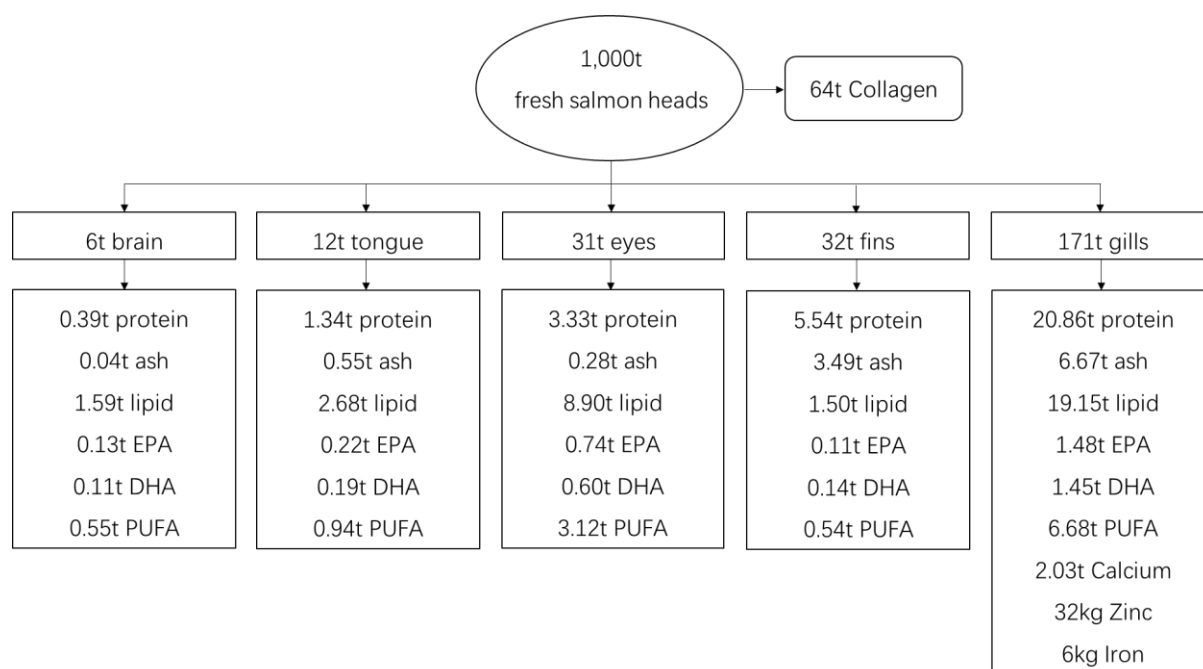 1,000t
fresh salmon heads
64t Collagen
6t brain
12t tongue
31t eyes
32t fins
171t gills
0.39t protein
0.04t ash
1.59t lipid
0.13t EPA
0.11t DHA
0.55t PUFA
1.34t protein
0.55t ash
2.68t lipid
0.22t EPA
0.19t DHA
0.94t PUFA
3.33t protein
0.28t ash
8.90t lipid
0.74t EPA
0.60t DHA
3.12t PUFA
5.54t protein
3.49t ash
1.50t lipid
0.11t EPA
0.14t DHA
0.54t PUFA
20.86t protein
6.67t ash
19.15t lipid
1.48t EPA
1.45t DHA
6.68t PUFA
2.03t Calcium
32kg Zinc
6kg Iron